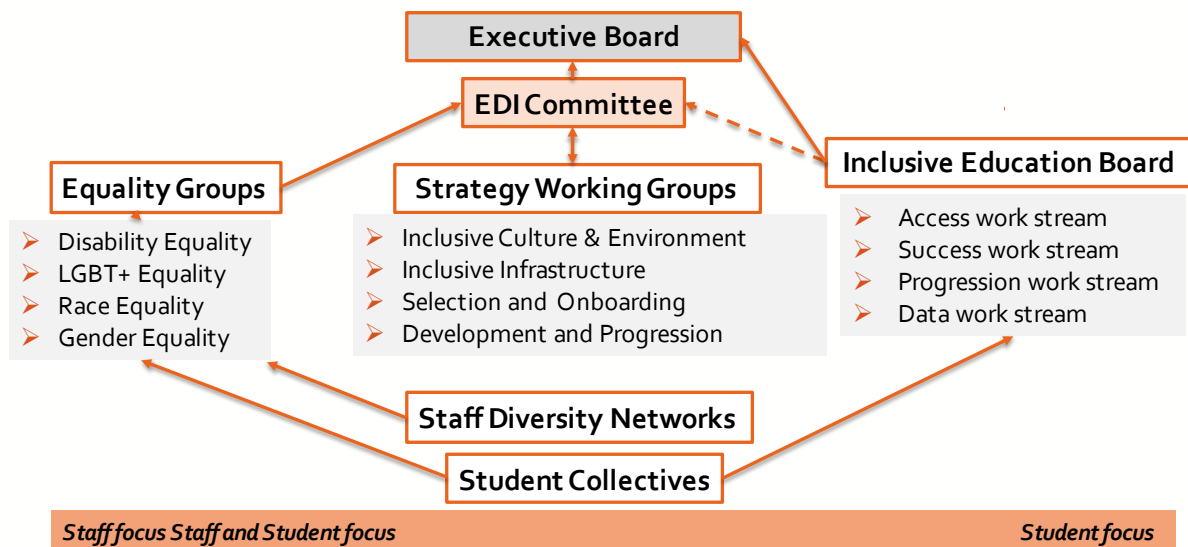 Executive Board
EDI Committee
Equality Groups
Disability Equality
LGBT+ Equality
Race Equality
Gender Equality
Strategy Working Groups
Inclusive Culture & Environment
Inclusive Infrastructure
Selection and Onboarding
Development and Progression
Inclusive Education Board
Access work stream
Success work stream
Progression work stream
Data work stream
Staff Diversity Networks
Student Collectives
Staff focus Staff and Student focus
Student focus